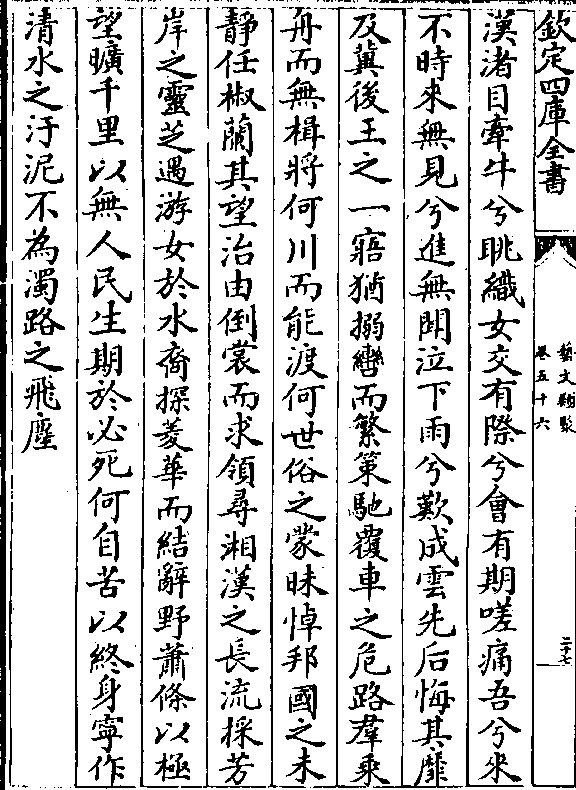 欽定四庫全書
藝文類聚
卷五十六
二十七
漢渚目牽牛兮眺織女交有際兮會有期嗟痛吾兮來
不時來無見兮進無聞泣下雨兮歎成雲先后悔其靡
及冀後王之一寤猶搦轡而繁策馳覆車之危路羣乘
舟而無楫將何川而能渡何世俗之蒙昧悼邦國之未
靜任椒蘭其望治由倒裳而求領尋湘漢之長流採芳
岸之靈芝遇游女於水裔探菱華而結辭野蕭條以極
望曠千里以無人民生期於必死何自苦以終身寧作
清水之汙泥不為濁路之飛塵